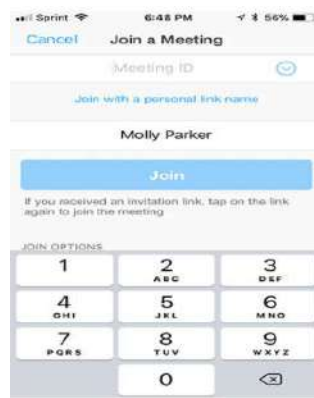 Sprint 6:48 PM 56%
Cancel Join a Meeting
Meeting ID
Join with a personal link name
Molly Parker
Join
If you received an invitation link, tap on the link
again to join the meeting
JOIN OPTIONS
1 2 3
ABC DEF
4 5 6
GHI JKL MNO
7 8 9
PQRS TUV WXYZ
0